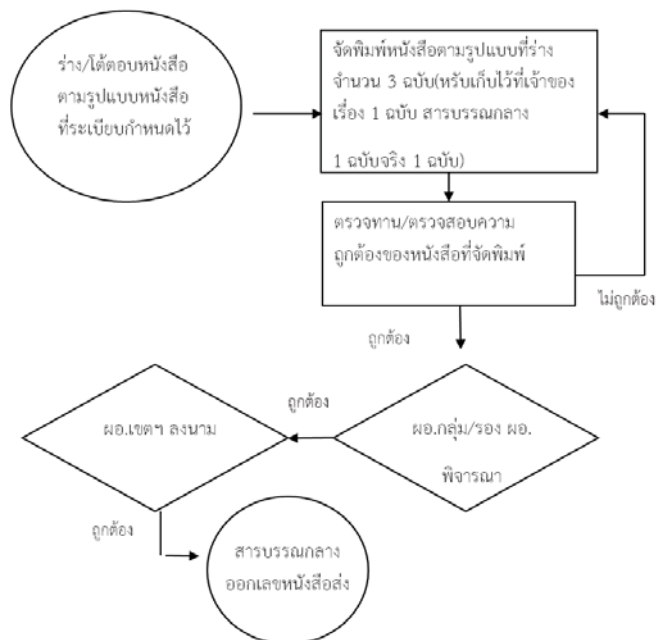 ร่าง/โต้ตอบหนังสือ
ตามรูปแบบหนังสือ
ที่ระเบียบกำหนดไว้
จัดพิมพ์หนังสือตามรูปแบบที่ร่าง
จำนวน 3 ฉบับ(หรับเก็บไว้ที่เจ้าของ
เรื่อง 1 ฉบับ สารบรรณกลาง
1 ฉบับจริง 1 ฉบับ)
ตรวจทาน/ตรวจสอบความ
ถูกต้องของหนังสือที่จัดพิมพ์
ไม่ถูกต้อง
ถูกต้อง
ผอ.กลุ่ม/รอง ผอ.
พิจารณา
ถูกต้อง
ผอ.เขตฯ ลงนาม
ถูกต้อง
สารบรรณกลาง
ออกเลขหนังสือส่ง